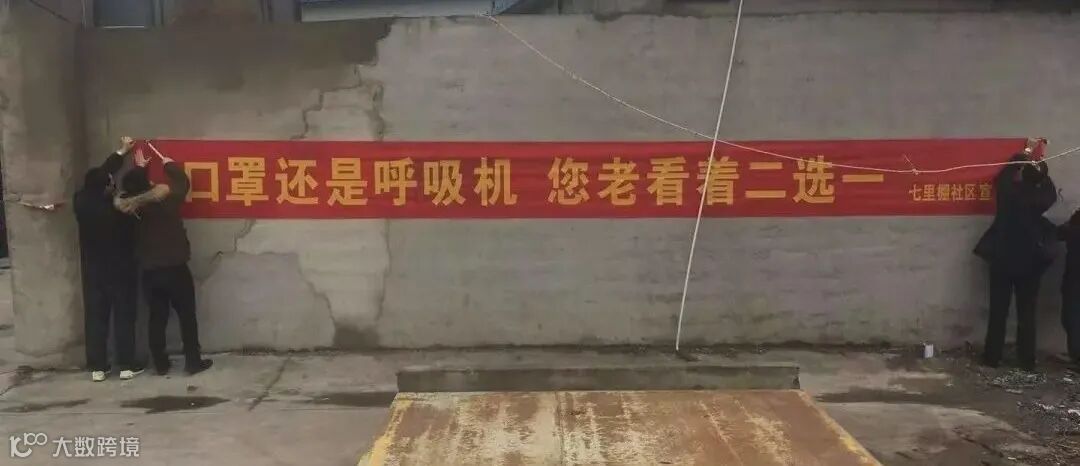 口罩还是呼吸机 您老看着二选一
七里棚社区 宣
大数跨境